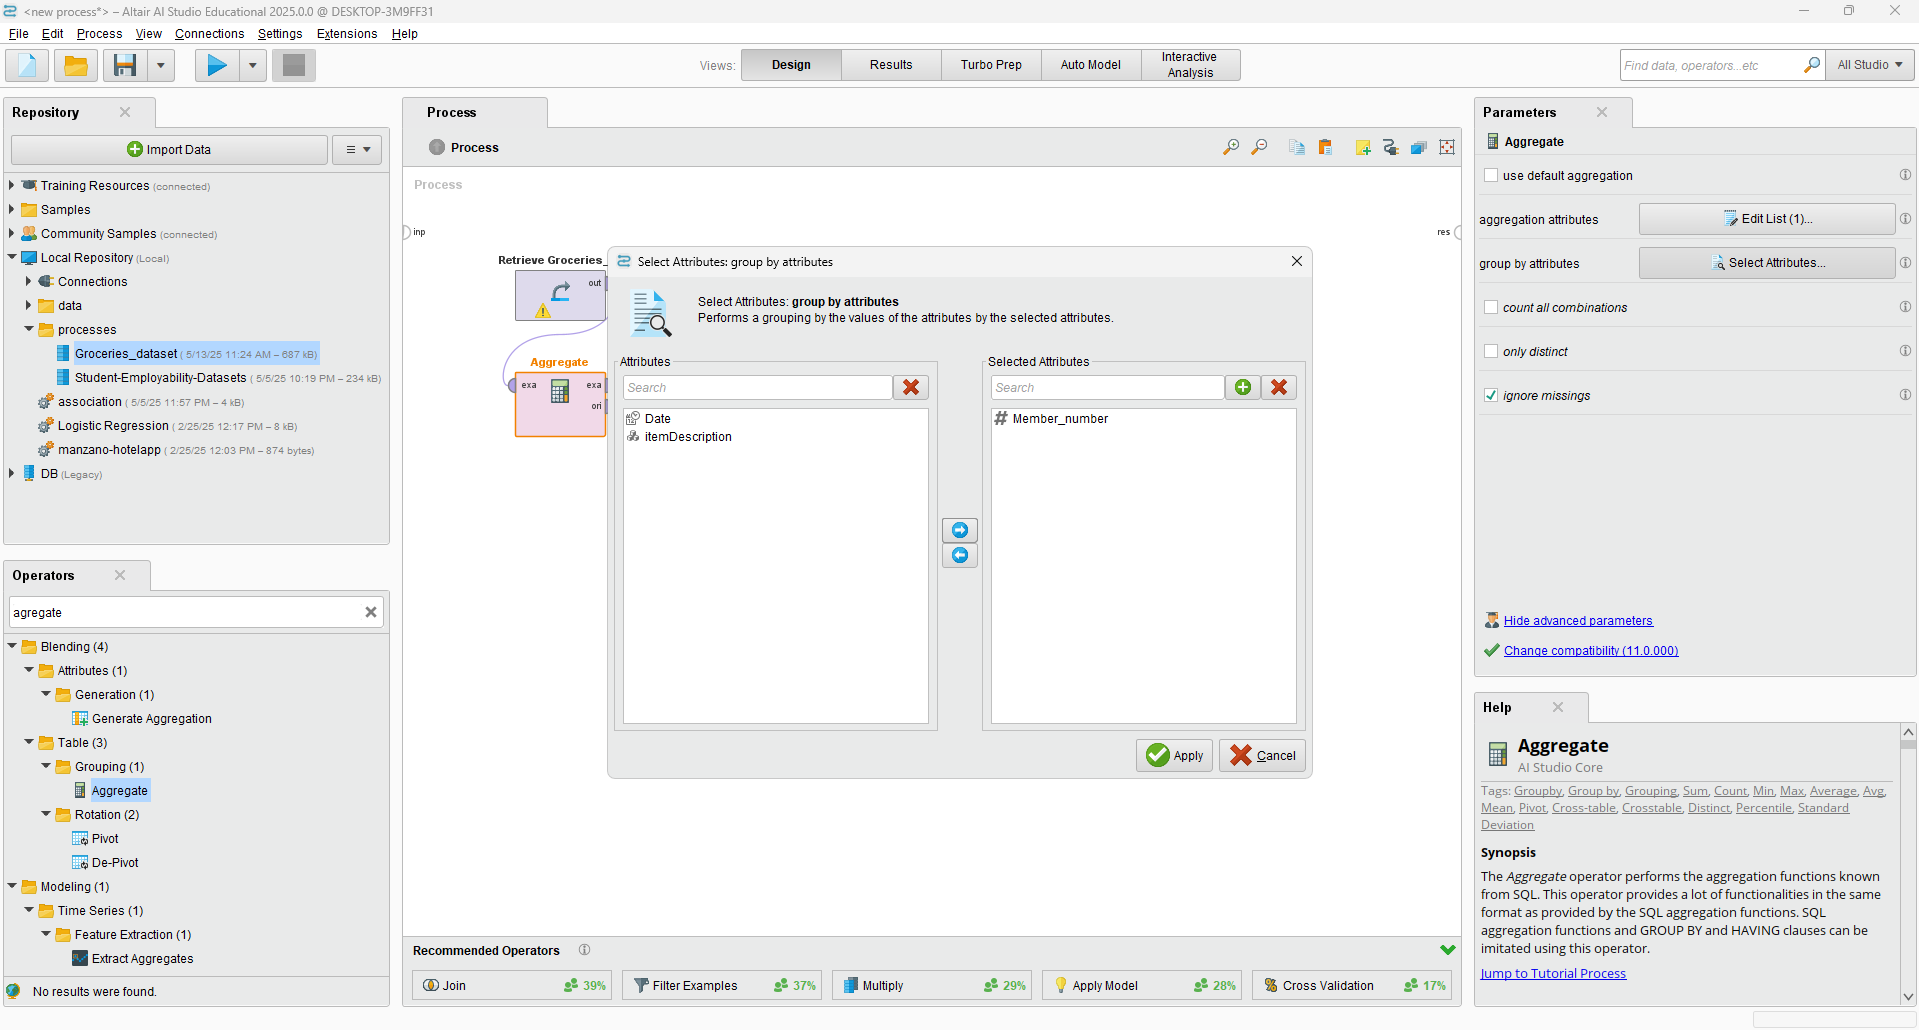 <new process*> – Altair AI Studio Educational 2025.0.0 @ DESKTOP-3M9FF31
File Edit Process View Connections Settings Extensions Help
Views: Design Results Turbo Prep Auto Model Interactive Analysis
Find data, operators...etc All Studio
Repository
Import Data
Training Resources (connected)
Samples
Community Samples (connected)
Local Repository (Local)
Connections
data
processes
Groceries_dataset ( 5/13/25 11:24 AM – 687 kB)
Student-Employability-Datasets ( 5/5/25 10:19 PM – 234 kB)
association ( 5/5/25 11:57 PM – 4 kB)
Logistic Regression ( 2/25/25 12:17 PM – 8 kB)
manzano-hotelapp ( 2/25/25 12:03 PM – 874 bytes)
DB (Legacy)
Operators
agregate
Blending (4)
Attributes (1)
Generation (1)
Generate Aggregation
Table (3)
Grouping (1)
Aggregate
Rotation (2)
Pivot
De-Pivot
Modeling (1)
Time Series (1)
Feature Extraction (1)
Extract Aggregates
No results were found.
Process
Process
Process
inp
res
Retrieve Groceries_
out
Aggregate
exa exa
ori
Select Attributes: group by attributes
Select Attributes: group by attributes
Performs a grouping by the values of the attributes by the selected attributes.
Attributes
Search
Date
itemDescription
Selected Attributes
Search
Member_number
Apply
Cancel
Recommended Operators
Join 39%
Filter Examples 37%
Multiply 29%
Apply Model 28%
Cross Validation 17%
Parameters
Aggregate
use default aggregation
aggregation attributes Edit List (1)...
group by attributes Select Attributes...
count all combinations
only distinct
ignore missings
Hide advanced parameters
Change compatibility (11.0.000)
Help
Aggregate
AI Studio Core
Tags: Groupby, Group by, Grouping, Sum, Count, Min, Max, Average, Avg,
Mean, Pivot, Cross-table, Crosstable, Distinct, Percentile, Standard
Deviation
Synopsis
The Aggregate operator performs the aggregation functions known
from SQL. This operator provides a lot of functionalities in the same
format as provided by the SQL aggregation functions. SQL
aggregation functions and GROUP BY and HAVING clauses can be
imitated using this operator.
Jump to Tutorial Process